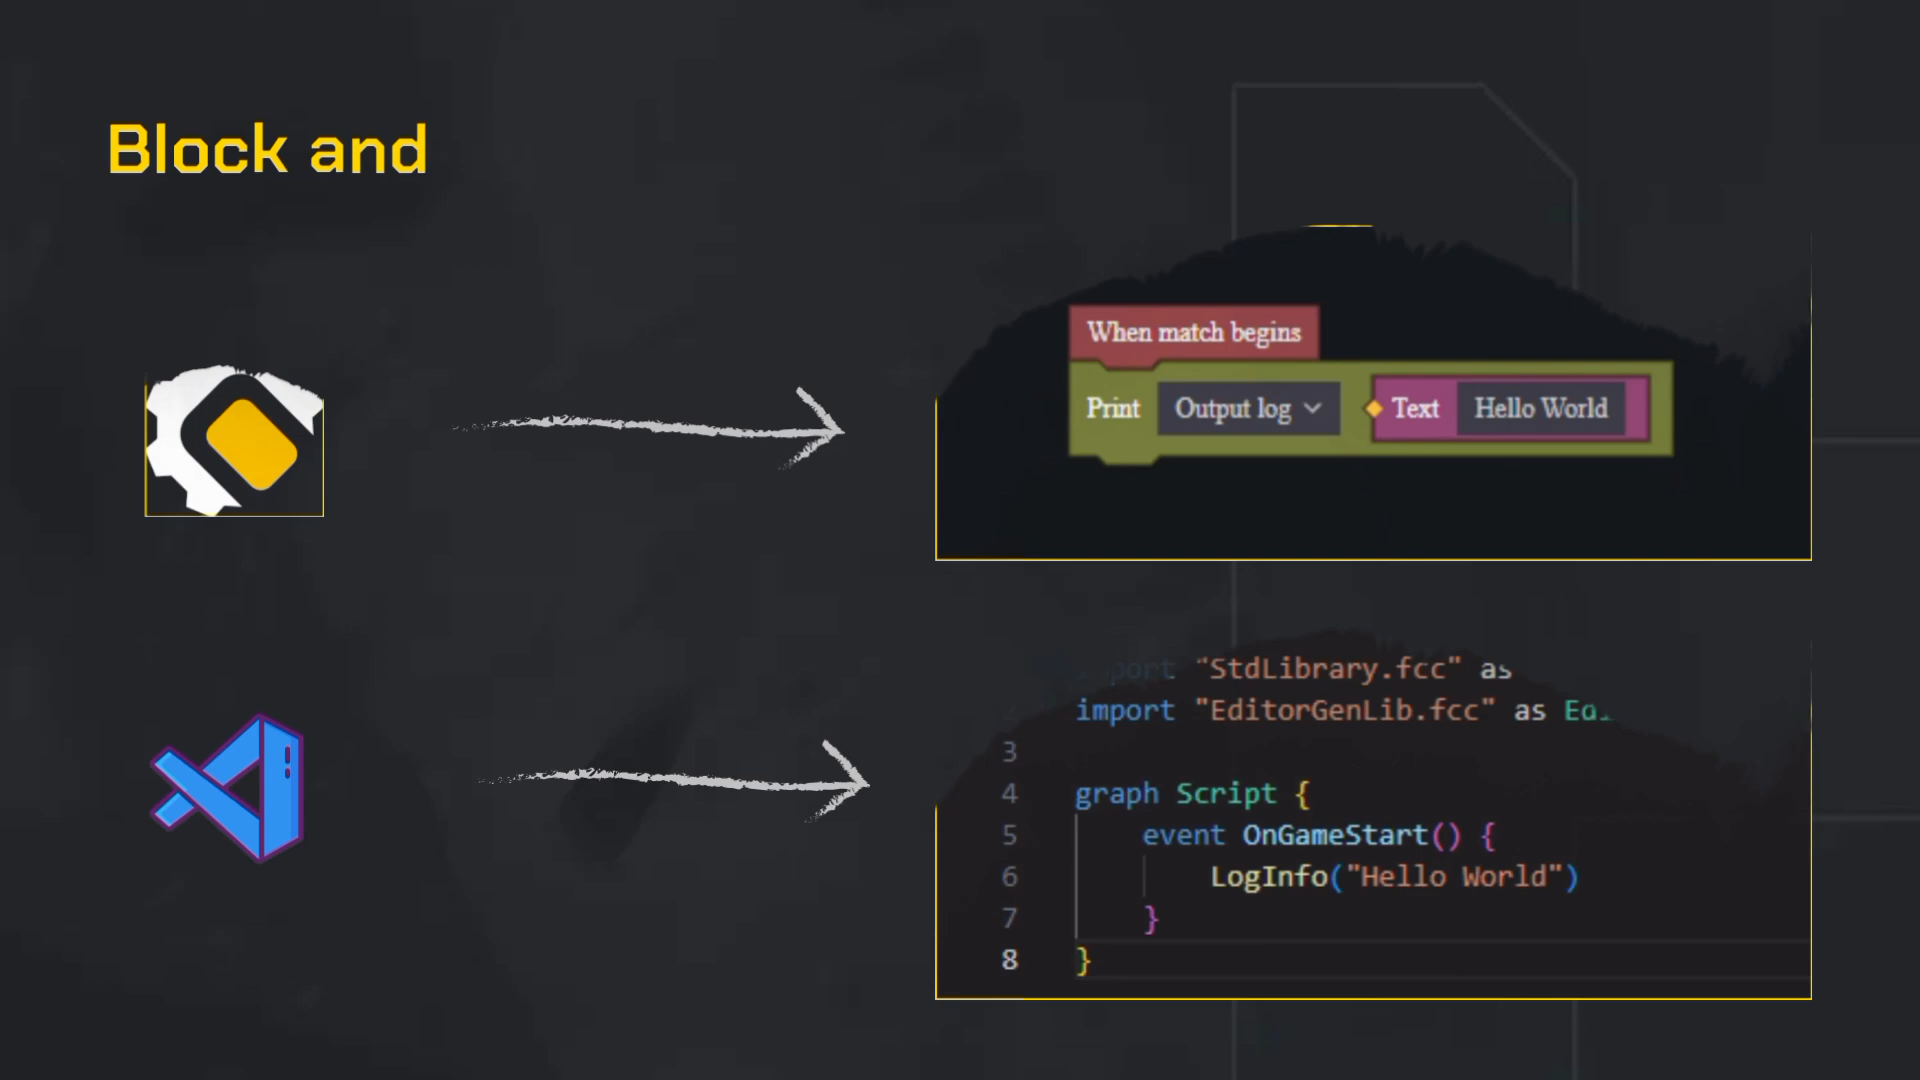 Block and
When match begins
Print Output log Text Hello World
"StdLibrary.fcc" as
import "EditorGenLib.fcc" as
3
4 graph Script {
5 event OnGameStart() {
6 LogInfo("Hello World")
7 }
8 }